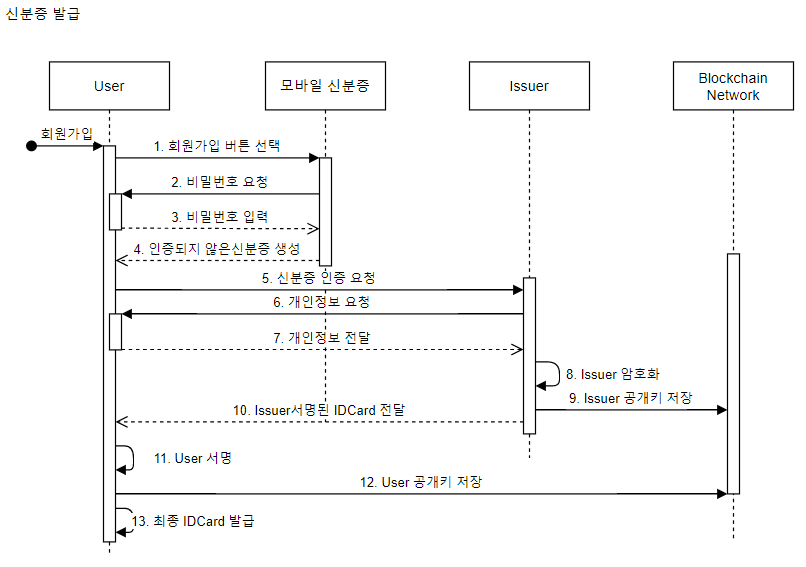 신분증 발급
User
모바일 신분증
Issuer
Blockchain
Network
회원가입
1. 회원가입 버튼 선택
2. 비밀번호 요청
3. 비밀번호 입력
4. 인증되지 않은신분증 생성
5. 신분증 인증 요청
6. 개인정보 요청
7. 개인정보 전달
8. Issuer 암호화
9. Issuer 공개키 저장
10. Issuer서명된 IDCard 전달
11. User 서명
12. User 공개키 저장
13. 최종 IDCard 발급